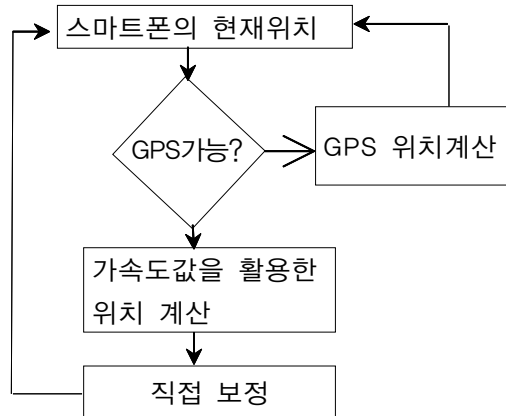 스마트폰의 현재위치
GPS가능?
GPS 위치계산
가속도값을 활용한
위치 계산
직접 보정